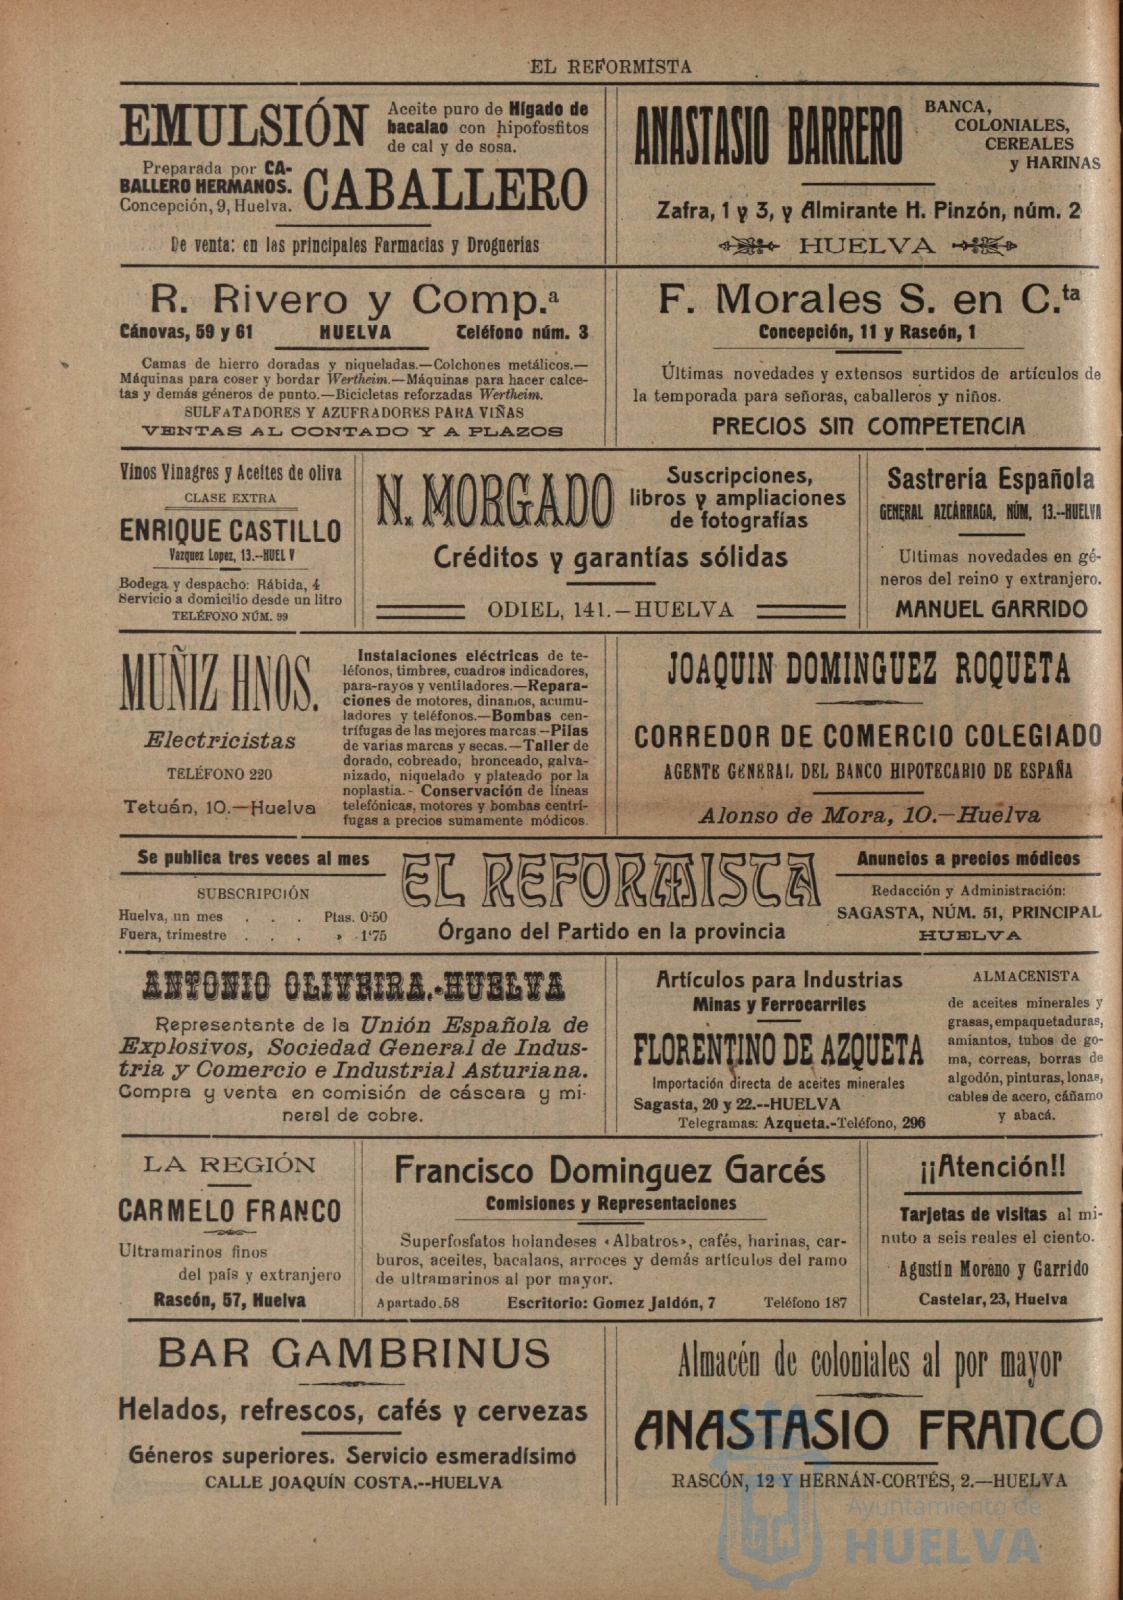 EL REFORMISTA
EMULSIÓN
Aceite puro de Hígado de
bacalao con hipofosfitos
de cal y de sosa.
Preparada por CA-
BALLERO HERMANOS.
Concepción, 9, Huelva.
CABALLERO
De venta: en las principales Farmacias y Droguerias
ANASTASIO BARRERO
BANCA,
COLONIALES,
CEREALES
y HARINAS
Zafra, 1 y 3, y Almirante H. Pinzón, núm. 2
HUELVA
R. Rivero y Comp.ª
Cánovas, 59 y 61 HUELVA Teléfono núm. 3
Camas de hierro doradas y niqueladas.—Colchones metálicos.—
Máquinas para coser y bordar Wertheim.—Máquinas para hacer calce-
tas y demás géneros de punto.—Bicicletas reforzadas Wertheim.
SULFATADORES Y AZUFRADORES PARA VIÑAS
VENTAS AL CONTADO Y A PLAZOS
F. Morales S. en C.ta
Concepción, 11 y Rascón, 1
Últimas novedades y extensos surtidos de artículos de
la temporada para señoras, caballeros y niños.
PRECIOS SIN COMPETENCIA
Vinos Vinagres y Aceites de oliva
CLASE EXTRA
ENRIQUE CASTILLO
Vazquez Lopez, 13.--HUEL V
Bodega y despacho: Rábida, 4
Servicio a domicilio desde un litro
TELÉFONO NÚM. 99
N. MORGADO
Suscripciones,
libros y ampliaciones
de fotografías
Créditos y garantías sólidas
ODIEL, 141.—HUELVA
Sastrería Española
GENERAL AZCÁRRAGA, NÚM, 13.--HUELVA
Ultimas novedades en gé-
neros del reino y extranjero.
MANUEL GARRIDO
MUÑIZ HNOS.
Electricistas
TELÉFONO 220
Tetuán, 10.—Huelva
Instalaciones eléctricas de te-
léfonos, timbres, cuadros indicadores,
para-rayos y ventiladores.—Repara-
ciones de motores, dinamos, acumu-
ladores y teléfonos.—Bombas cen-
trífugas de las mejores marcas—Pilas
de varias marcas y secas.—Taller de
dorado, cobreado, bronceado, galva-
nizado, niquelado y plateado por la
noplastia.- Conservación de líneas
telefónicas, motores y bombas centrí-
fugas a precios sumamente módicos.
JOAQUIN DOMINGUEZ ROQUETA
CORREDOR DE COMERCIO COLEGIADO
AGENTE GENERAL DEL BANCO HIPOTECARIO DE ESPAÑA
Alonso de Mora, 10.—Huelva
Se publica tres veces al mes
SUBSCRIPCIÓN
Huelva, un mes . . . Ptas. 0'50
Fuera, trimestre . . . » 1'75
EL REFORMISTA
Órgano del Partido en la provincia
Anuncios a precios módicos
Redacción y Administración:
SAGASTA, NÚM. 51, PRINCIPAL
HUELVA
ANTONIO OLIVEIRA.-HUELVA
Representante de la Unión Española de
Explosivos, Sociedad General de Indus-
tria y Comercio e Industrial Asturiana.
Compra y venta en comisión de cáscara y mi-
neral de cobre.
Artículos para Industrias
Minas y Ferrocarriles
FLORENTINO DE AZQUETA
Importación directa de aceites minerales
Sagasta, 20 y 22.--HUELVA
Telegramas: Azqueta.-Teléfono, 296
ALMACENISTA
de aceites minerales y
grasas, empaquetaduras,
amiantos, tubos de go-
ma, correas, borras de
algodón, pinturas, lonas,
cables de acero, cáñamo
y abacá.
LA REGIÓN
CARMELO FRANCO
Ultramarinos finos
del país y extranjero
Rascón, 57, Huelva
Francisco Dominguez Garcés
Comisiones y Representaciones
Superfosfatos holandeses «Albatros», cafés, harinas, car-
buros, aceites, bacalaos, arroces y demás artículos del ramo
de ultramarinos al por mayor.
Apartado.58 Escritorio: Gomez Jaldón, 7 Teléfono 187
¡¡Atención!!
Tarjetas de visitas al mi-
nuto a seis reales el ciento.
Agustín Moreno y Garrido
Castelar, 23, Huelva
BAR GAMBRINUS
Helados, refrescos, cafés y cervezas
Géneros superiores. Servicio esmeradísimo
CALLE JOAQUÍN COSTA.--HUELVA
Almacén de coloniales al por mayor
ANASTASIO FRANCO
RASCÓN, 12 Y HERNÁN-CORTÉS, 2.—HUELVA
Ayuntamiento de
HUELVA